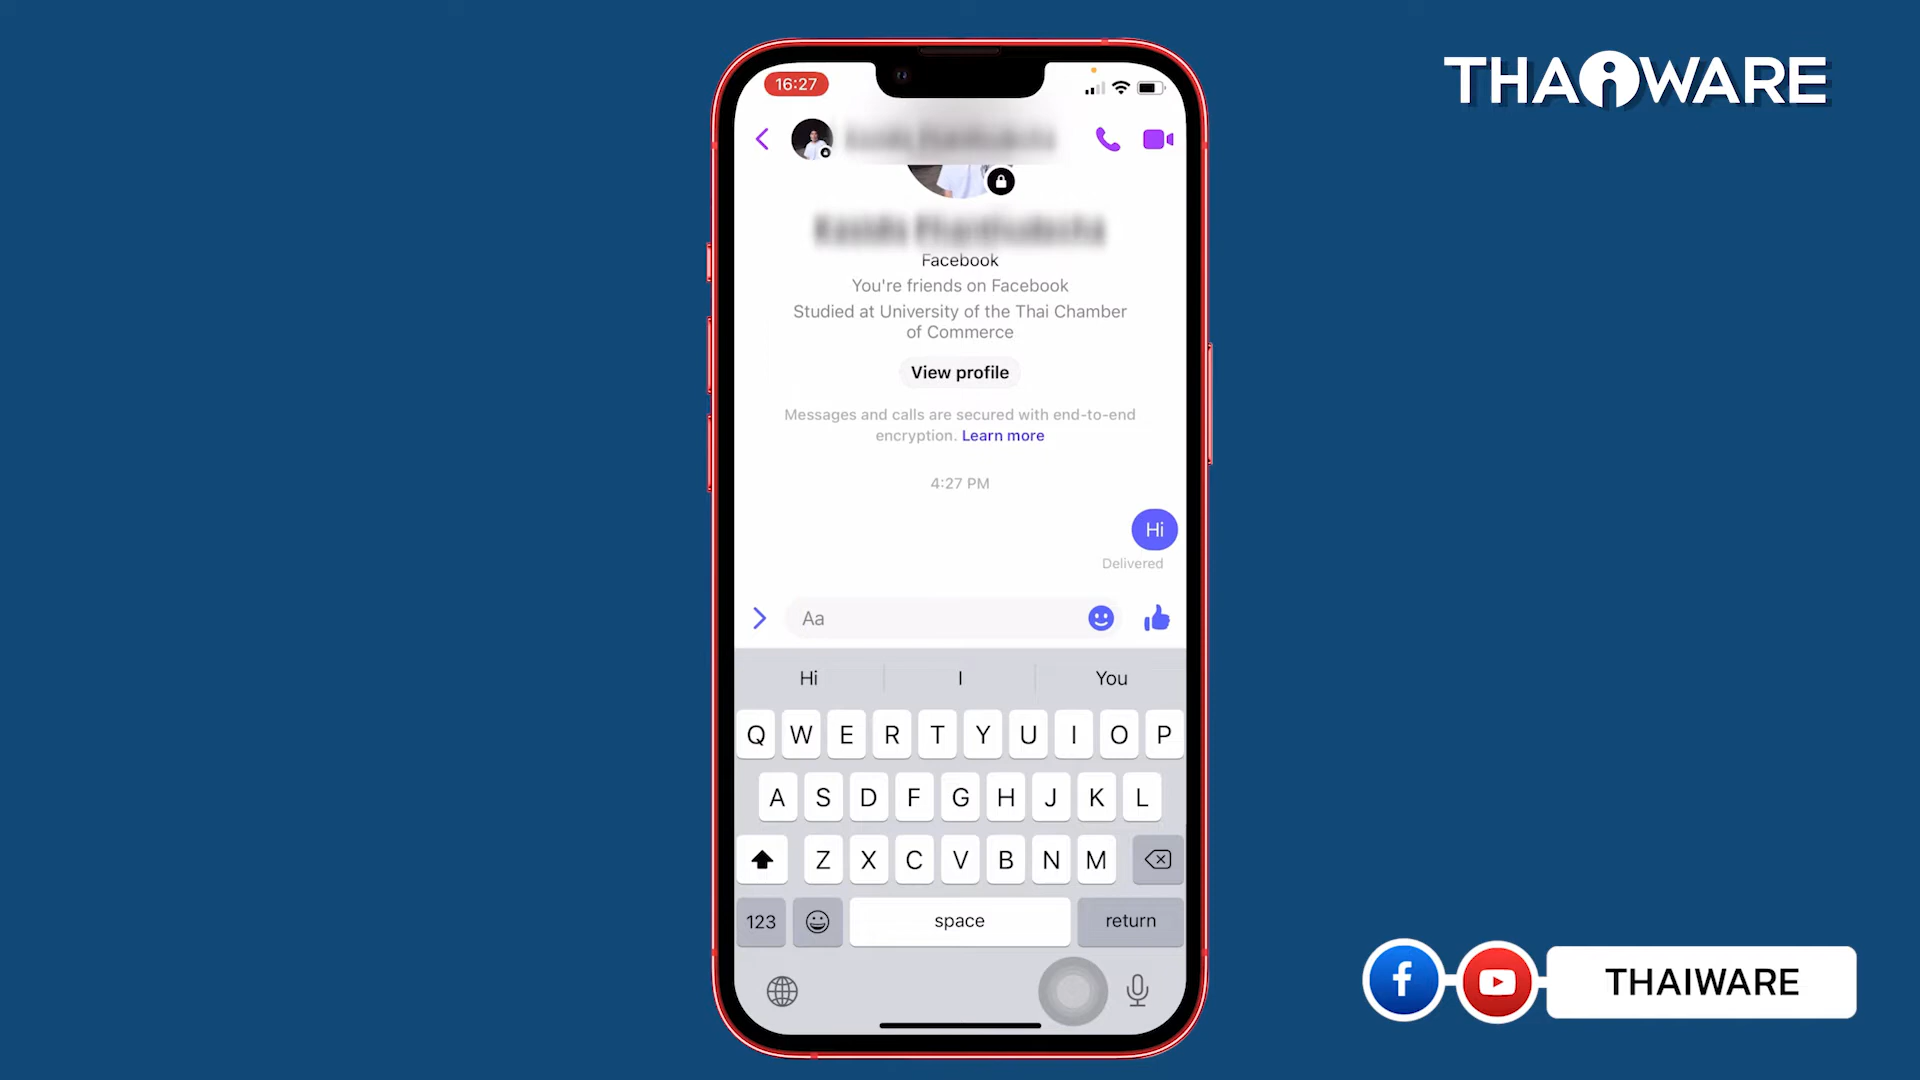 THAiWARE
16:27
Facebook
You're friends on Facebook
Studied at University of the Thai Chamber
of Commerce
View profile
Messages and calls are secured with end-to-end
encryption. Learn more
4:27 PM
Hi
Delivered
Aa
Hi I You
Q W E R T Y U I O P
A S D F G H J K L
Z X C V B N M
123 space return
THAIWARE